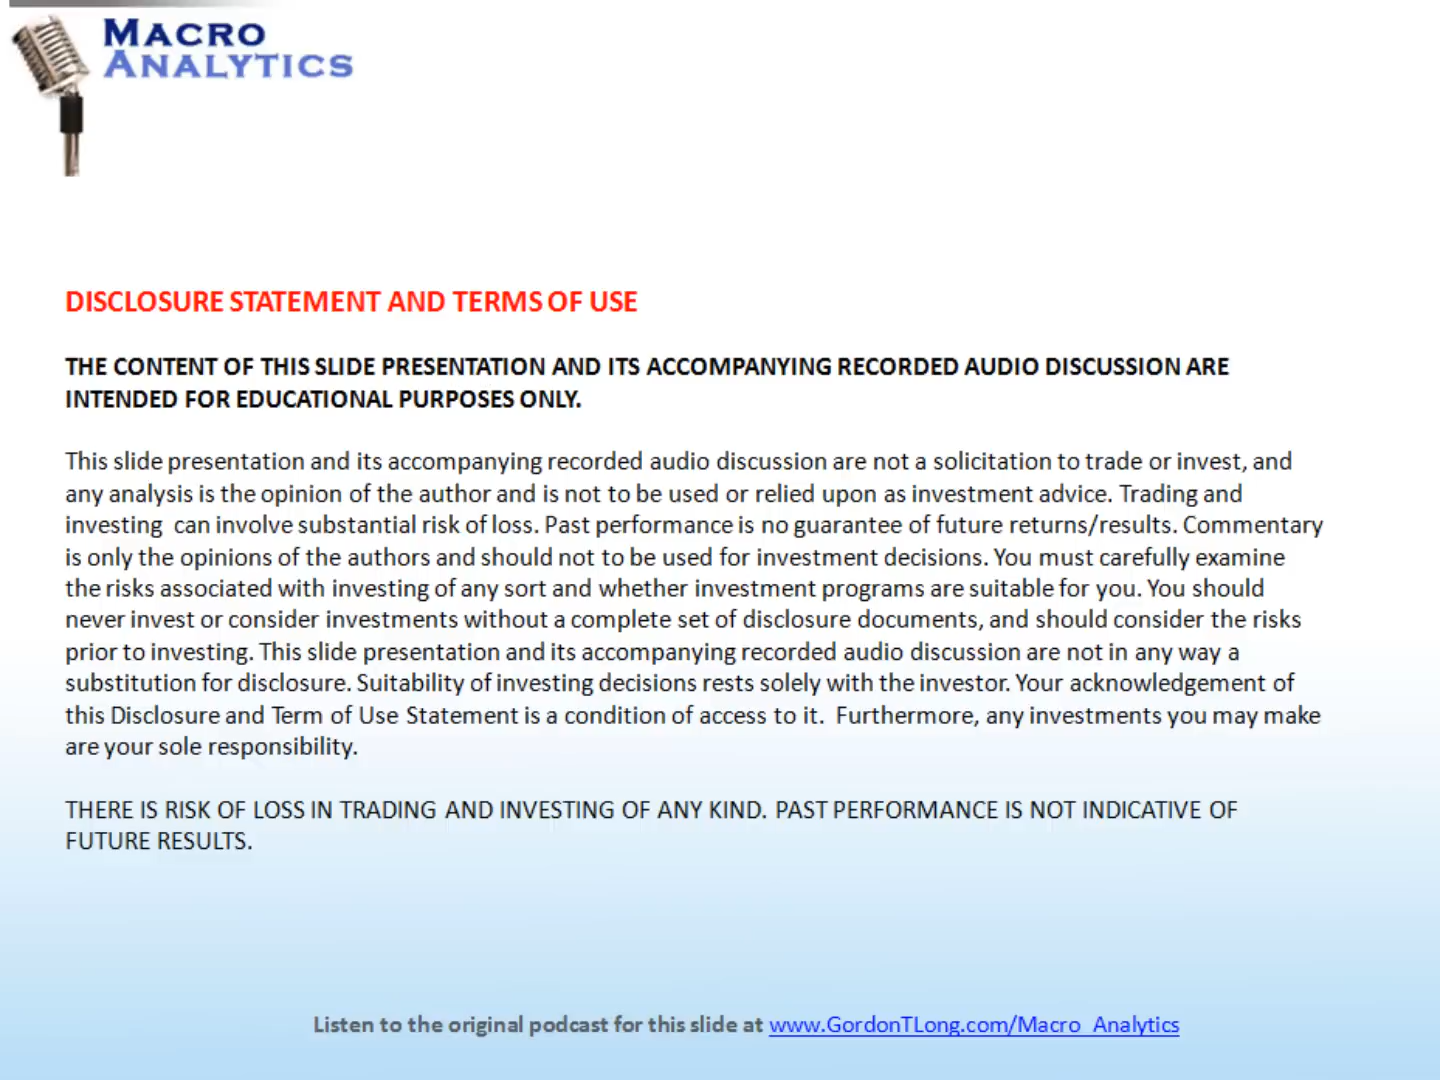 MACRO
ANALYTICS
DISCLOSURE STATEMENT AND TERMS OF USE
THE CONTENT OF THIS SLIDE PRESENTATION AND ITS ACCOMPANYING RECORDED AUDIO DISCUSSION ARE
INTENDED FOR EDUCATIONAL PURPOSES ONLY.
This slide presentation and its accompanying recorded audio discussion are not a solicitation to trade or invest, and
any analysis is the opinion of the author and is not to be used or relied upon as investment advice. Trading and
investing can involve substantial risk of loss. Past performance is no guarantee of future returns/results. Commentary
is only the opinions of the authors and should not to be used for investment decisions. You must carefully examine
the risks associated with investing of any sort and whether investment programs are suitable for you. You should
never invest or consider investments without a complete set of disclosure documents, and should consider the risks
prior to investing. This slide presentation and its accompanying recorded audio discussion are not in any way a
substitution for disclosure. Suitability of investing decisions rests solely with the investor. Your acknowledgement of
this Disclosure and Term of Use Statement is a condition of access to it. Furthermore, any investments you may make
are your sole responsibility.
THERE IS RISK OF LOSS IN TRADING AND INVESTING OF ANY KIND. PAST PERFORMANCE IS NOT INDICATIVE OF
FUTURE RESULTS.
Listen to the original podcast for this slide at www.GordonTLong.com/Macro_Analytics